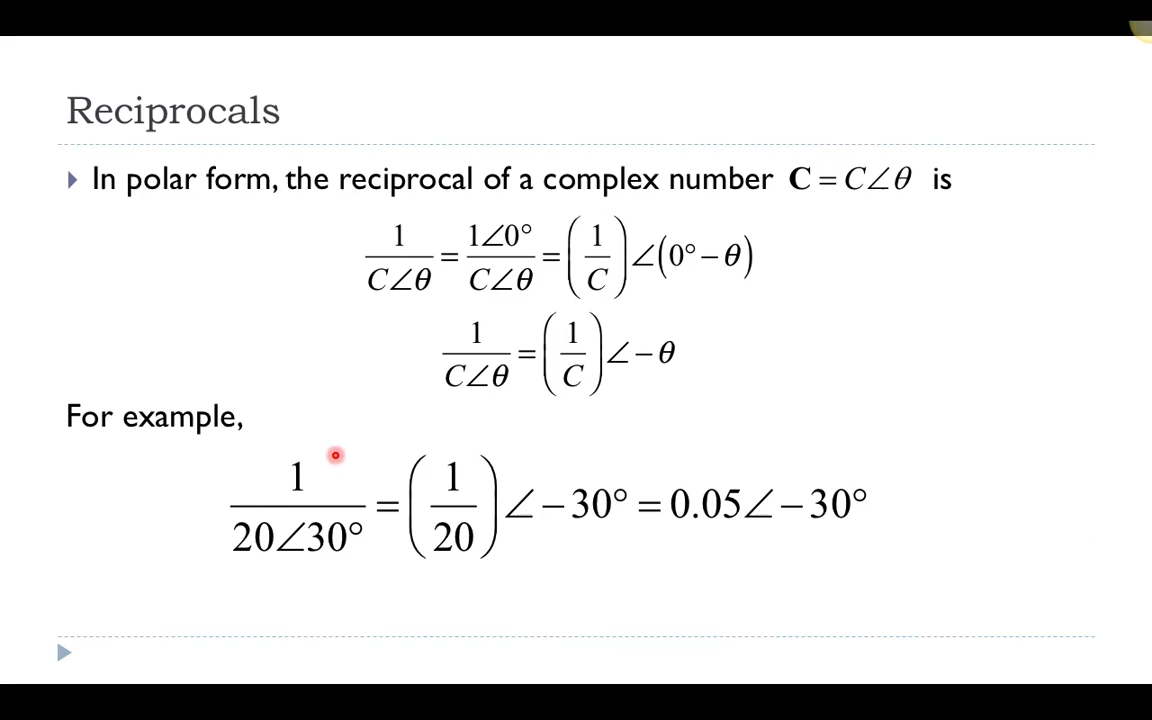 Reciprocals
In polar form, the reciprocal of a complex number C = C∠θ is
1/(C∠θ) = (1∠0°)/(C∠θ) = (1/C)∠(0° − θ)
1/(C∠θ) = (1/C)∠ − θ
For example,
1/(20∠30°) = (1/20)∠ − 30° = 0.05∠ − 30°